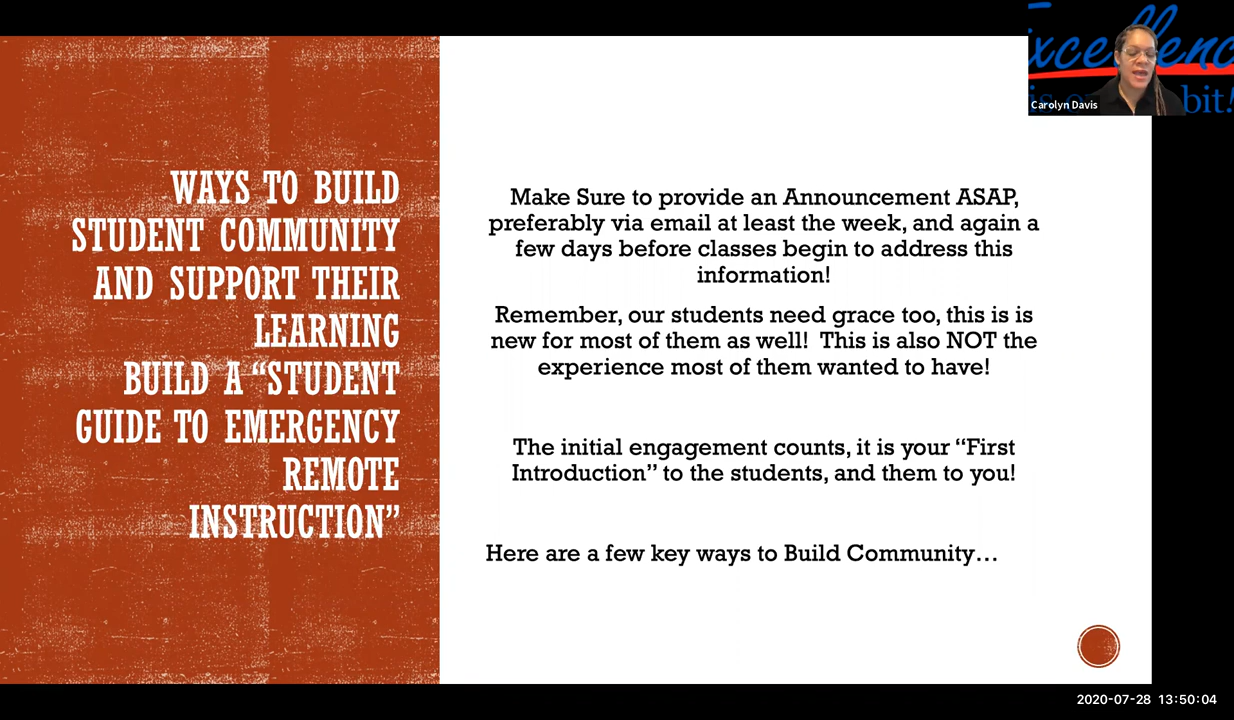 WAYS TO BUILD
STUDENT COMMUNITY
AND SUPPORT THEIR
LEARNING
BUILD A “STUDENT
GUIDE TO EMERGENCY
REMOTE
INSTRUCTION”
Make Sure to provide an Announcement ASAP,
preferably via email at least the week, and again a
few days before classes begin to address this
information!
Remember, our students need grace too, this is is
new for most of them as well! This is also NOT the
experience most of them wanted to have!
The initial engagement counts, it is your “First
Introduction” to the students, and them to you!
Here are a few key ways to Build Community…
Carolyn Davis
2020-07-28 13:50:04